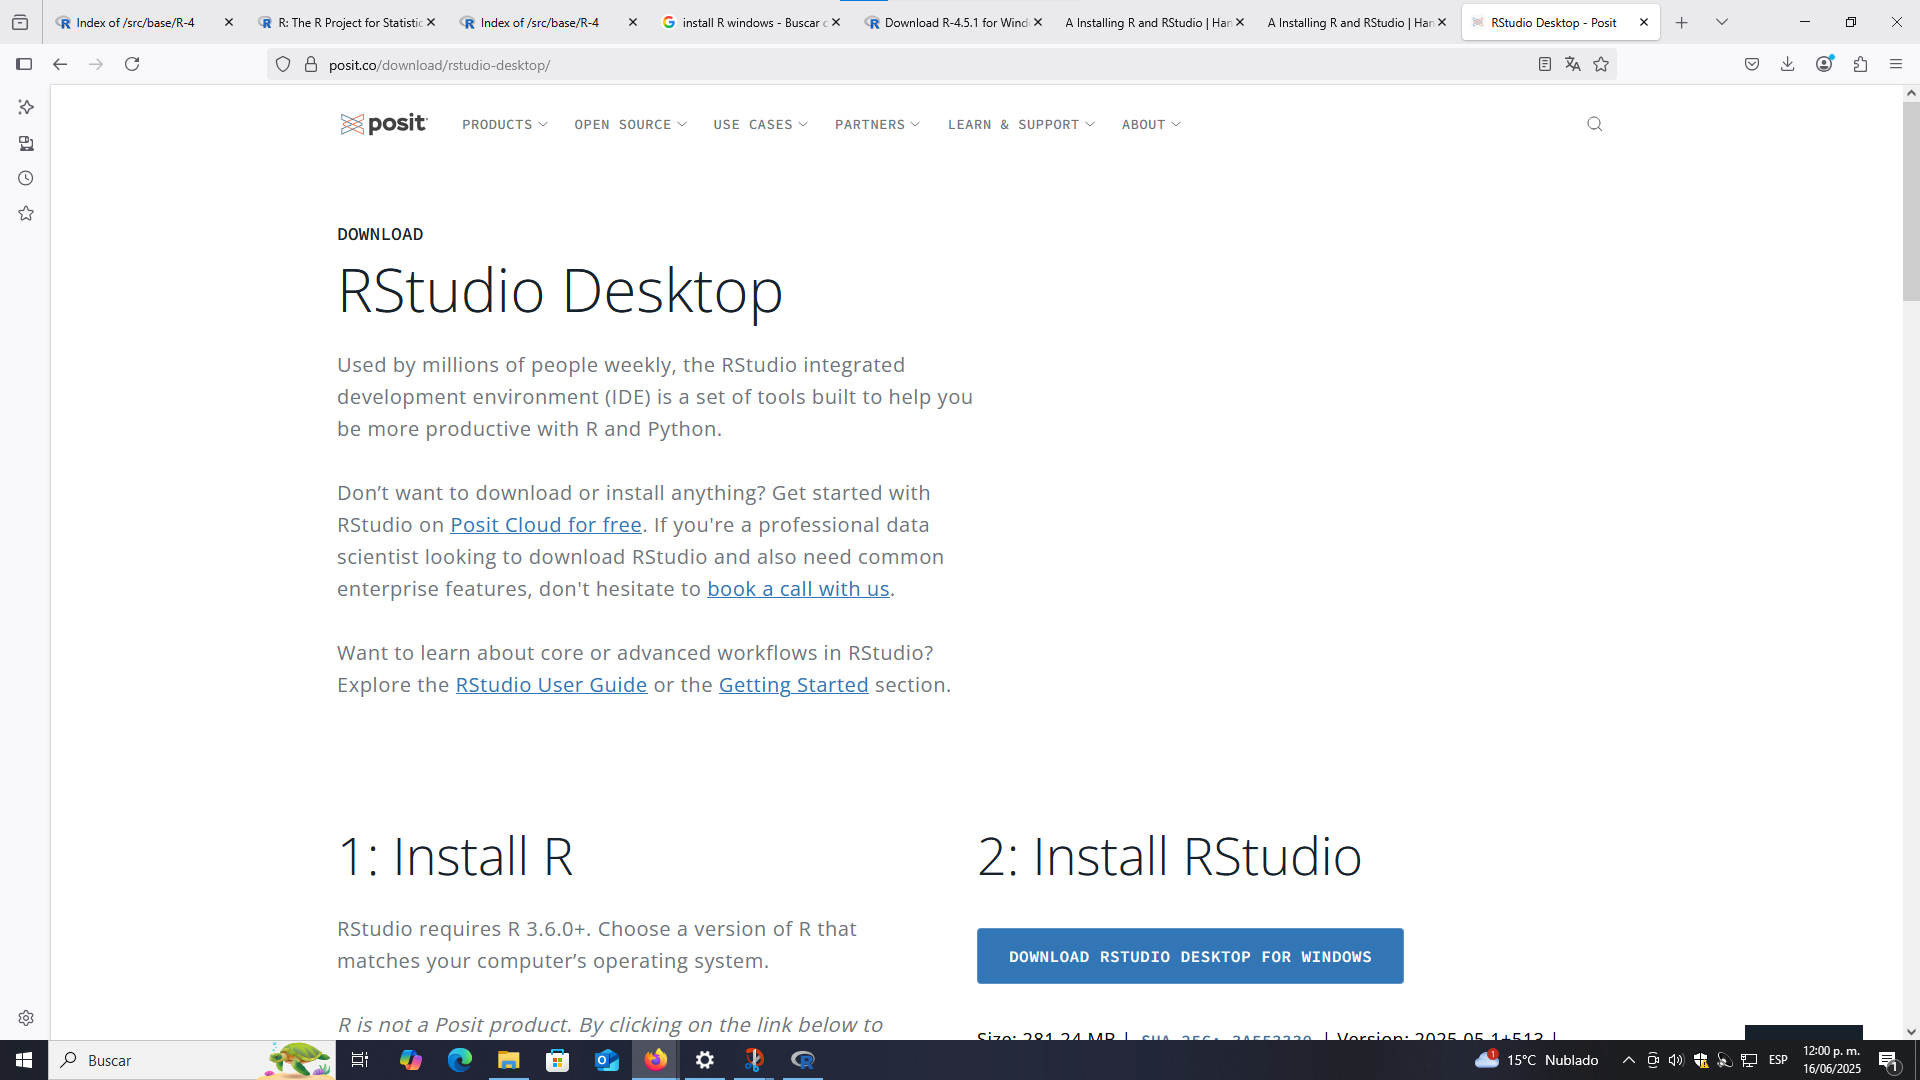 Index of /src/base/R-4
R: The R Project for Statistic
Index of /src/base/R-4
install R windows - Buscar c
Download R-4.5.1 for Wind
A Installing R and RStudio | Han
A Installing R and RStudio | Han
RStudio Desktop - Posit
posit.co/download/rstudio-desktop/
posit
PRODUCTS
OPEN SOURCE
USE CASES
PARTNERS
LEARN & SUPPORT
ABOUT
DOWNLOAD
RStudio Desktop
Used by millions of people weekly, the RStudio integrated
development environment (IDE) is a set of tools built to help you
be more productive with R and Python.
Don’t want to download or install anything? Get started with
RStudio on Posit Cloud for free. If you're a professional data
scientist looking to download RStudio and also need common
enterprise features, don't hesitate to book a call with us.
Want to learn about core or advanced workflows in RStudio?
Explore the RStudio User Guide or the Getting Started section.
1: Install R
RStudio requires R 3.6.0+. Choose a version of R that
matches your computer’s operating system.
R is not a Posit product. By clicking on the link below to
2: Install RStudio
DOWNLOAD RSTUDIO DESKTOP FOR WINDOWS
Size: 281.24 MB | SHA-256: 3AEF3330 | Version: 2025.05.1+513 |
Buscar
1
15°C Nublado
ESP
12:00 p. m.
16/06/2025
1